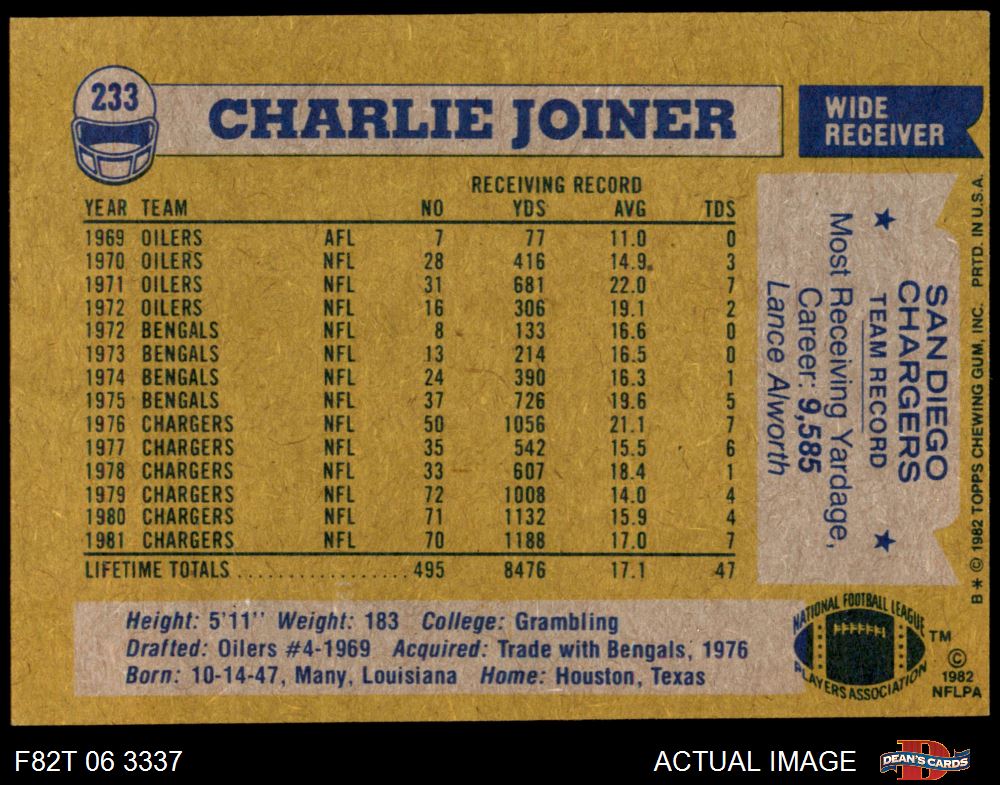 233
CHARLIE JOINER
WIDE
RECEIVER
RECEIVING RECORD
YEAR TEAM NO YDS AVG TDS
1969 OILERS AFL 7 77 11.0 0
1970 OILERS NFL 28 416 14.9 3
1971 OILERS NFL 31 681 22.0 7
1972 OILERS NFL 16 306 19.1 2
1972 BENGALS NFL 8 133 16.6 0
1973 BENGALS NFL 13 214 16.5 0
1974 BENGALS NFL 24 390 16.3 1
1975 BENGALS NFL 37 726 19.6 5
1976 CHARGERS NFL 50 1056 21.1 7
1977 CHARGERS NFL 35 542 15.5 6
1978 CHARGERS NFL 33 607 18.4 1
1979 CHARGERS NFL 72 1008 14.0 4
1980 CHARGERS NFL 71 1132 15.9 4
1981 CHARGERS NFL 70 1188 17.0 7
LIFETIME TOTALS ................. 495 8476 17.1 47
SAN DIEGO
CHARGERS
★ TEAM RECORD ★
Most Receiving Yardage,
Career: 9,585
Lance Alworth
B * © 1982 TOPPS CHEWING GUM, INC. PRTD. IN U.S.A.
Height: 5'11" Weight: 183 College: Grambling
Drafted: Oilers #4-1969 Acquired: Trade with Bengals, 1976
Born: 10-14-47, Many, Louisiana Home: Houston, Texas
NATIONAL FOOTBALL LEAGUE
PLAYERS ASSOCIATION
TM
©
1982
NFLPA
F82T 06 3337
ACTUAL IMAGE
D
DEAN'S CARDS